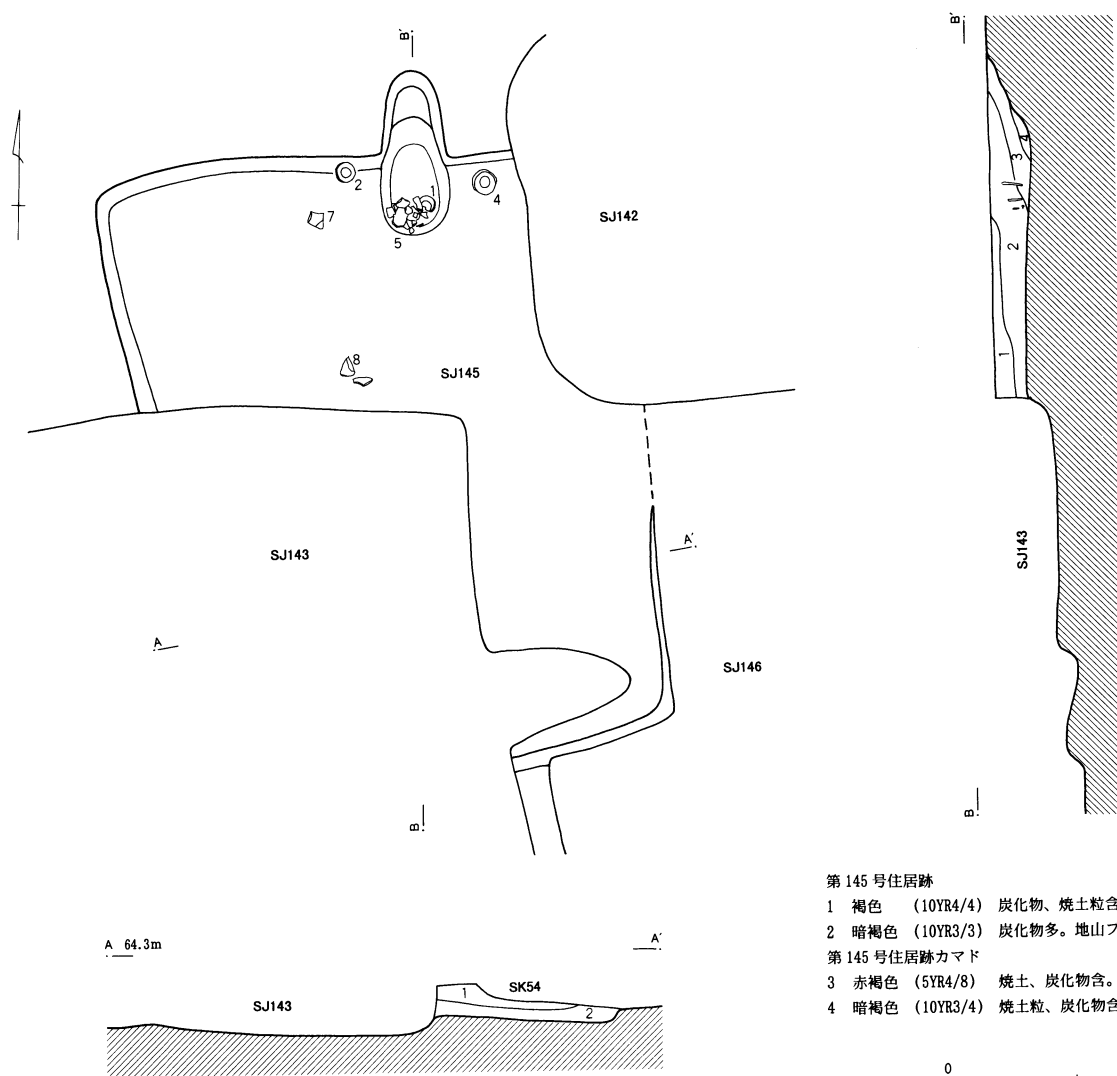 B'
B'
2
1
4
7
5
SJ142
8
SJ145
4
3
2
1
SJ143
A'
SJ143
A
SJ146
B
B
第145号住居跡
1 褐色 (10YR4/4) 炭化物、焼土粒含
2 暗褐色 (10YR3/3) 炭化物多。地山ブ
第145号住居跡カマド
3 赤褐色 (5YR4/8) 焼土、炭化物含。
4 暗褐色 (10YR3/4) 焼土粒、炭化物含
A 64.3m
A'
SJ143
1
SK54
2
0